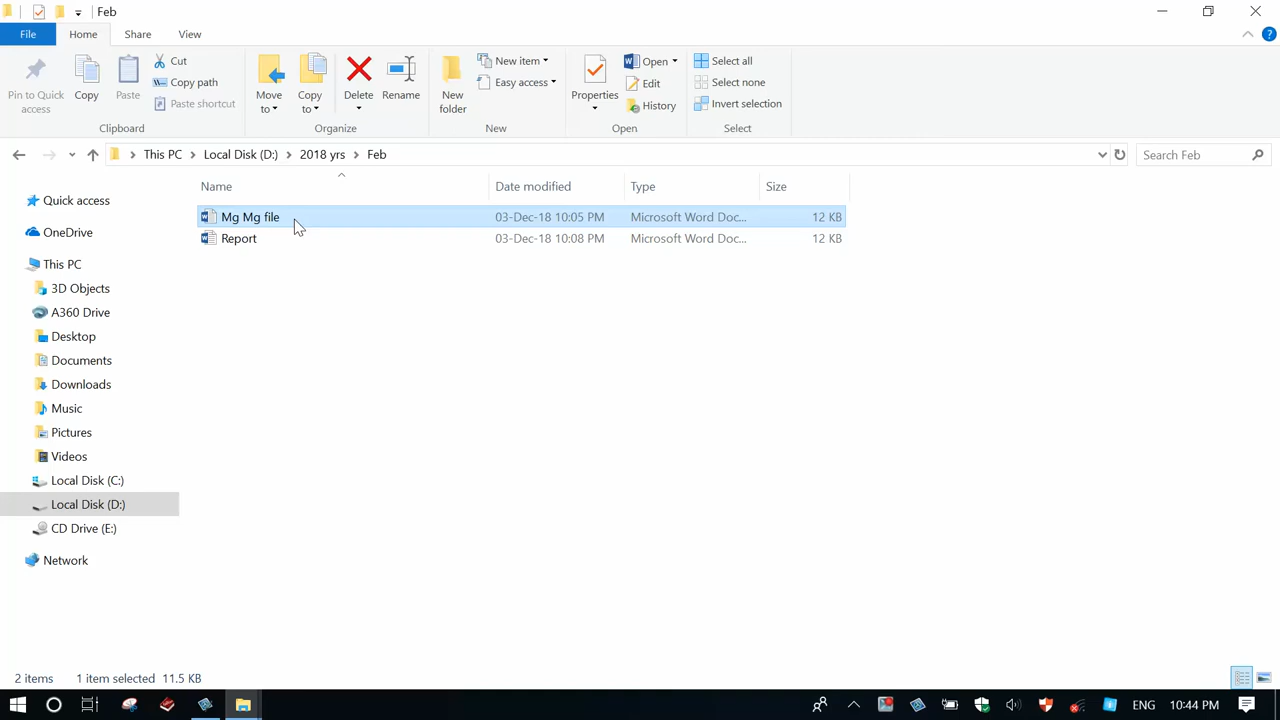 Feb
File Home Share View
Pin to Quick access
Copy
Paste
Cut
Copy path
Paste shortcut
Clipboard
Move to
Copy to
Delete
Rename
Organize
New folder
New item
Easy access
New
Properties
Open
Edit
History
Open
Select all
Select none
Invert selection
Select
This PC > Local Disk (D:) > 2018 yrs > Feb
Search Feb
Name Date modified Type Size
Mg Mg file 03-Dec-18 10:05 PM Microsoft Word Doc... 12 KB
Report 03-Dec-18 10:08 PM Microsoft Word Doc... 12 KB
Quick access
OneDrive
This PC
3D Objects
A360 Drive
Desktop
Documents
Downloads
Music
Pictures
Videos
Local Disk (C:)
Local Disk (D:)
CD Drive (E:)
Network
2 items 1 item selected 11.5 KB
ENG 10:44 PM